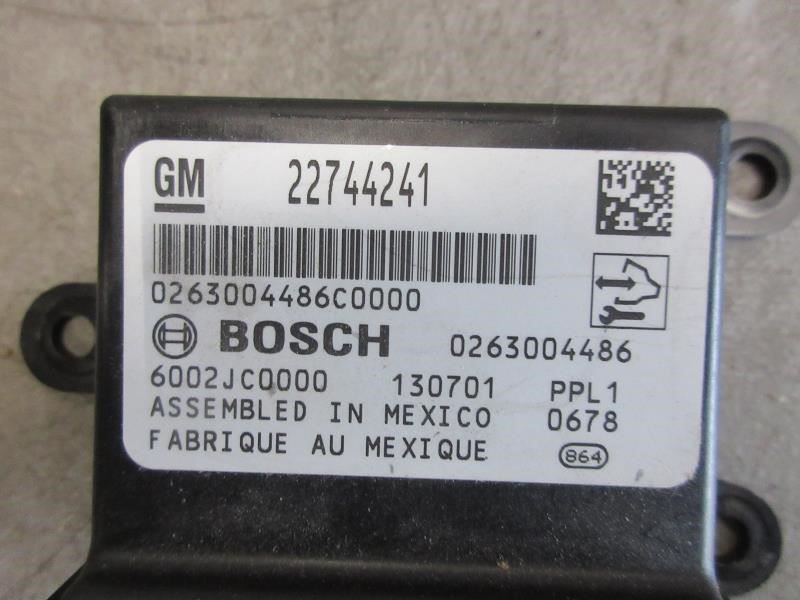 GM 22744241
0263004486C0000
BOSCH 0263004486
6002JC0000 130701 PPL1
ASSEMBLED IN MEXICO 0678
FABRIQUE AU MEXIQUE 864